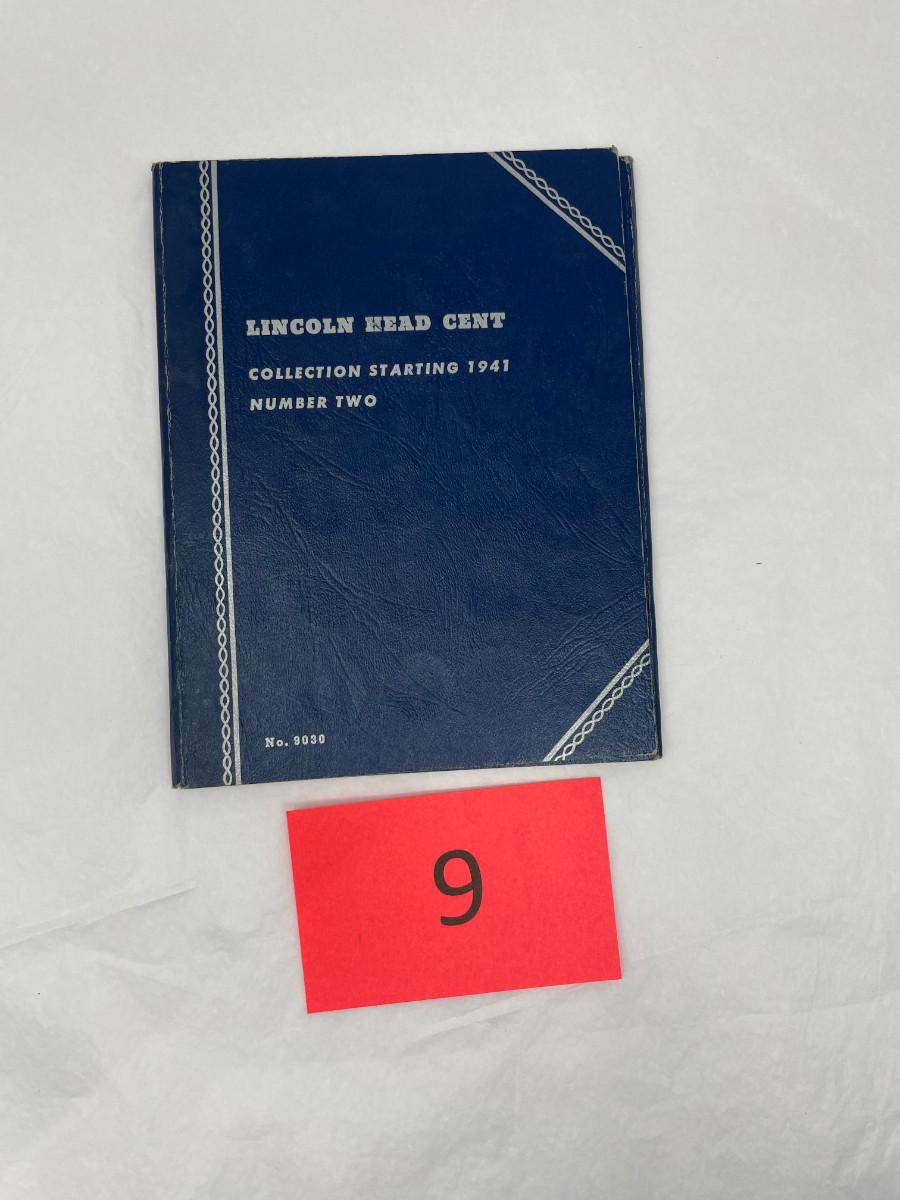 LINCOLN HEAD CENT
COLLECTION STARTING 1941
NUMBER TWO
No. 9030
9